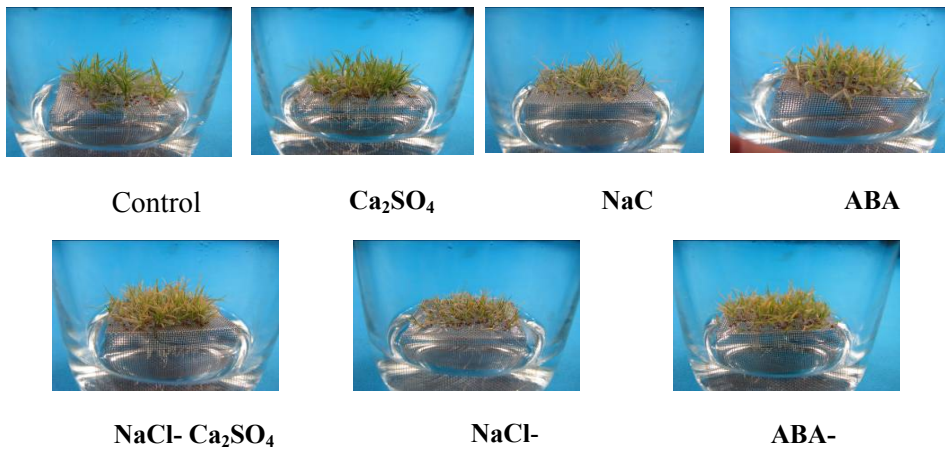 Control Ca₂SO₄ NaC ABA
NaCl- Ca₂SO₄ NaCl- ABA-